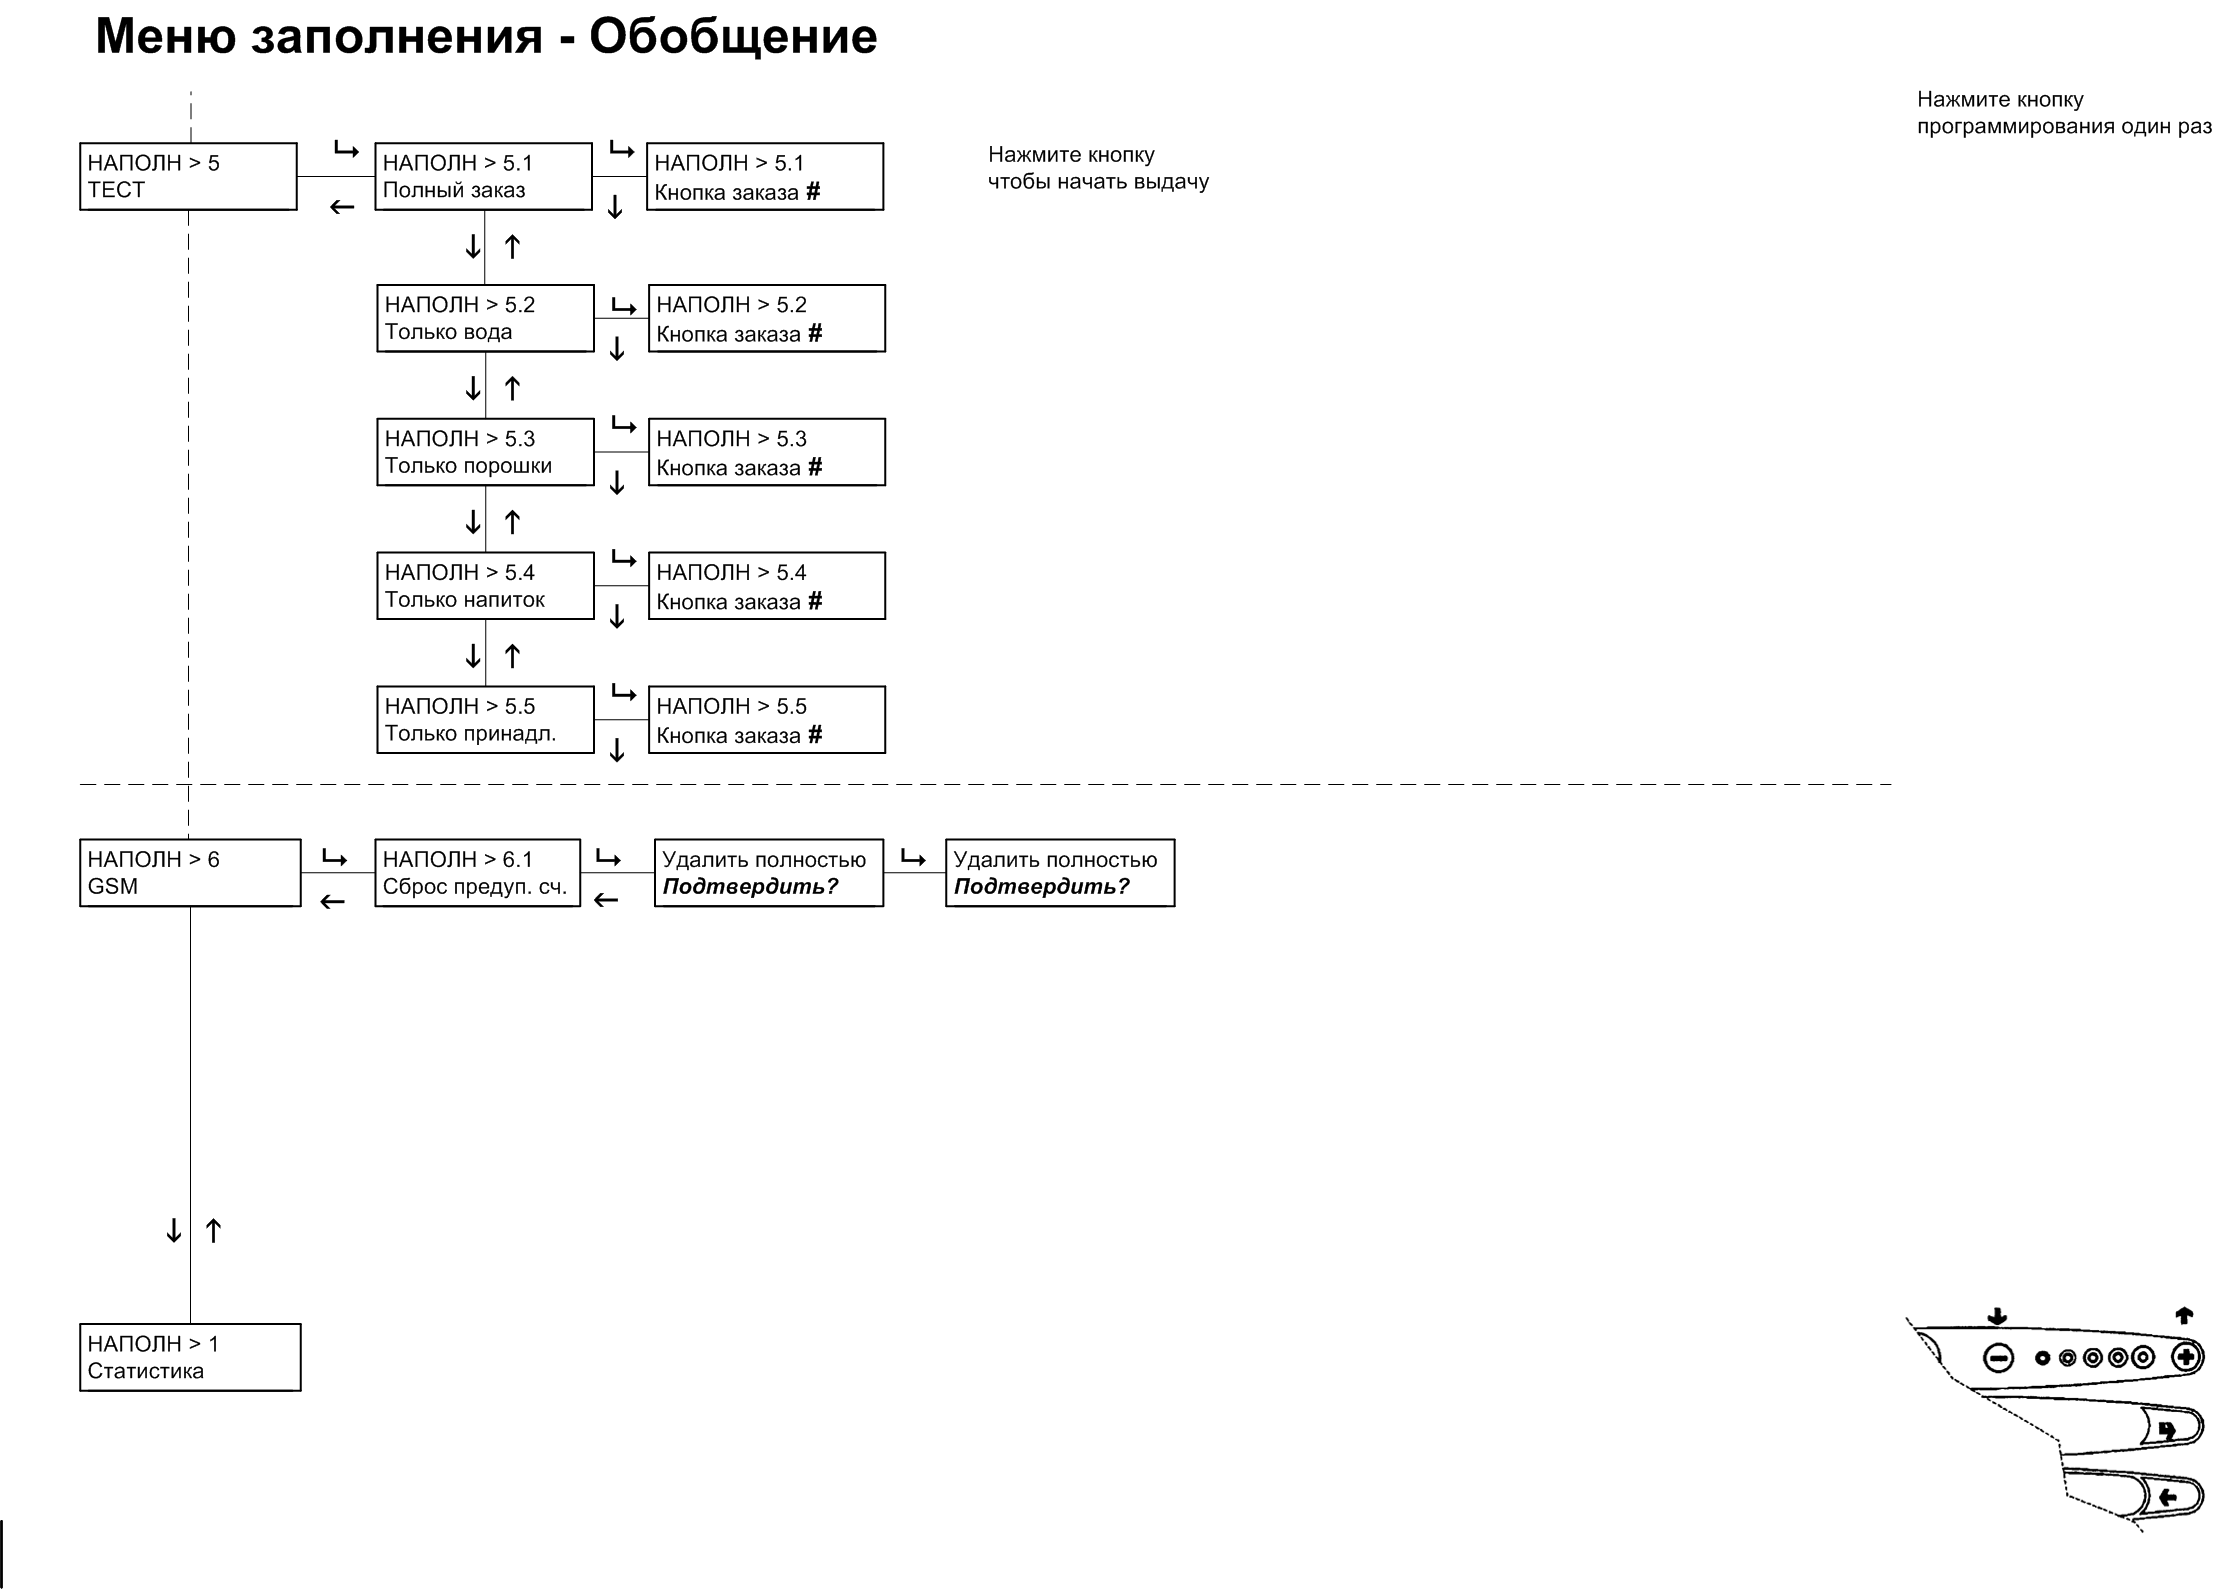 Меню заполнения - Обобщение
Нажмите кнопку
программирования один раз
НАПОЛН > 5
ТЕСТ
НАПОЛН > 5.1
Полный заказ
НАПОЛН > 5.1
Кнопка заказа #
Нажмите кнопку
чтобы начать выдачу
НАПОЛН > 5.2
Только вода
НАПОЛН > 5.2
Кнопка заказа #
НАПОЛН > 5.3
Только порошки
НАПОЛН > 5.3
Кнопка заказа #
НАПОЛН > 5.4
Только напиток
НАПОЛН > 5.4
Кнопка заказа #
НАПОЛН > 5.5
Только принадл.
НАПОЛН > 5.5
Кнопка заказа #
НАПОЛН > 6
GSM
НАПОЛН > 6.1
Сброс предуп. сч.
Удалить полностью
Подтвердить?
Удалить полностью
Подтвердить?
НАПОЛН > 1
Статистика